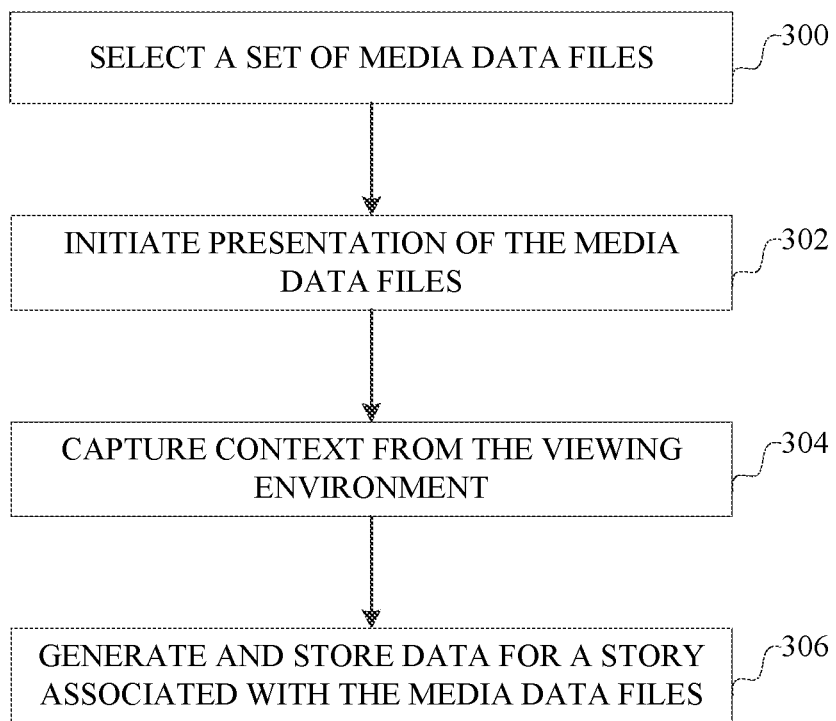 SELECT A SET OF MEDIA DATA FILES
300
INITIATE PRESENTATION OF THE MEDIA
DATA FILES
302
CAPTURE CONTEXT FROM THE VIEWING
ENVIRONMENT
304
GENERATE AND STORE DATA FOR A STORY
ASSOCIATED WITH THE MEDIA DATA FILES
306